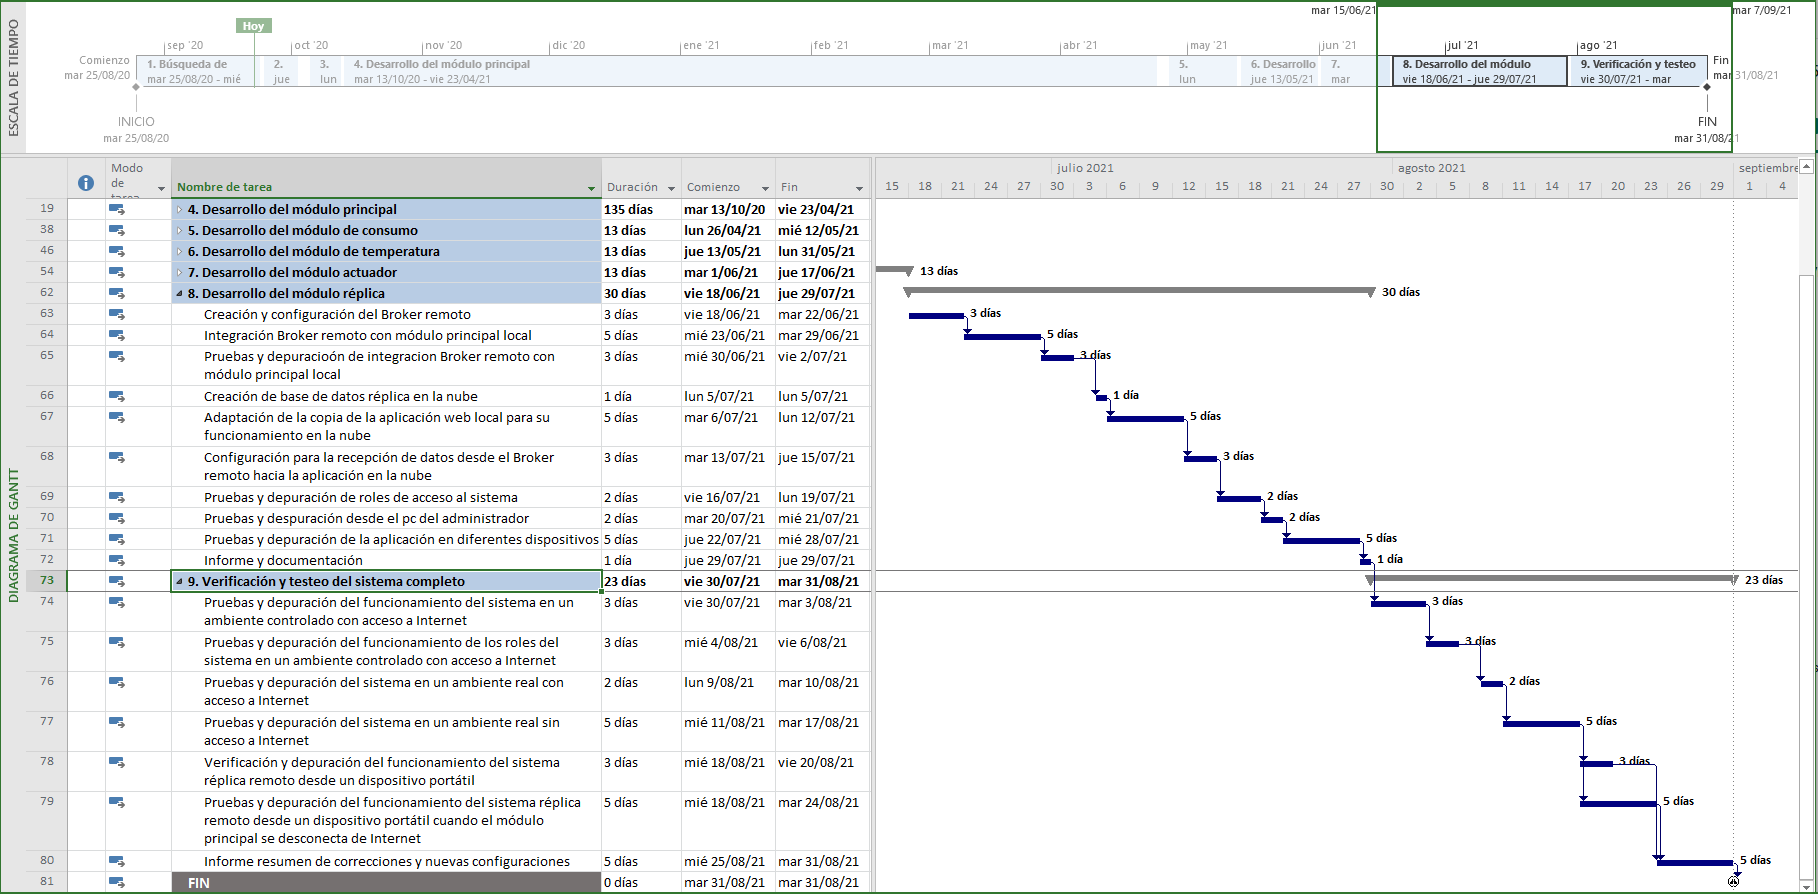 mar 15/06/21
mar 7/09/21
ESCALA DE TIEMPO
Hoy
sep '20
oct '20
nov '20
dic '20
ene '21
feb '21
mar '21
abr '21
may '21
jun '21
jul '21
ago '21
Comienzo
mar 25/08/20
1. Búsqueda de
mar 25/08/20 - mié
2.
jue
3.
lun
4. Desarrollo del módulo principal
mar 13/10/20 - vie 23/04/21
5.
lun
6. Desarrollo
jue 13/05/21
7.
mar
8. Desarrollo del módulo
vie 18/06/21 - jue 29/07/21
9. Verificación y testeo
vie 30/07/21 - mar
Fin
mar 31/08/21
INICIO
mar 25/08/20
FIN
mar 31/08/21
DIAGRAMA DE GANTT
Modo
de
tarea
Nombre de tarea
Duración
Comienzo
Fin
julio 2021
agosto 2021
septiembre
15 18 21 24 27 30 3 6 9 12 15 18 21 24 27 30 2 5 8 11 14 17 20 23 26 29 1 4
19 4. Desarrollo del módulo principal 135 días mar 13/10/20 vie 23/04/21
38 5. Desarrollo del módulo de consumo 13 días lun 26/04/21 mié 12/05/21
46 6. Desarrollo del módulo de temperatura 13 días jue 13/05/21 lun 31/05/21
54 7. Desarrollo del módulo actuador 13 días mar 1/06/21 jue 17/06/21 13 días
62 8. Desarrollo del módulo réplica 30 días vie 18/06/21 jue 29/07/21 30 días
63 Creación y configuración del Broker remoto 3 días vie 18/06/21 mar 22/06/21 3 días
64 Integración Broker remoto con módulo principal local 5 días mié 23/06/21 mar 29/06/21 5 días
65 Pruebas y depuracioón de integracion Broker remoto con 3 días mié 30/06/21 vie 2/07/21 3 días
módulo principal local
66 Creación de base de datos réplica en la nube 1 día lun 5/07/21 lun 5/07/21 1 día
67 Adaptación de la copia de la aplicación web local para su 5 días mar 6/07/21 lun 12/07/21 5 días
funcionamiento en la nube
68 Configuración para la recepción de datos desde el Broker 3 días mar 13/07/21 jue 15/07/21 3 días
remoto hacia la aplicación en la nube
69 Pruebas y depuración de roles de acceso al sistema 2 días vie 16/07/21 lun 19/07/21 2 días
70 Pruebas y despuración desde el pc del administrador 2 días mar 20/07/21 mié 21/07/21 2 días
71 Pruebas y depuración de la aplicación en diferentes dispositivos 5 días jue 22/07/21 mié 28/07/21 5 días
72 Informe y documentación 1 día jue 29/07/21 jue 29/07/21 1 día
73 9. Verificación y testeo del sistema completo 23 días vie 30/07/21 mar 31/08/21 23 días
74 Pruebas y depuración del funcionamiento del sistema en un 3 días vie 30/07/21 mar 3/08/21 3 días
ambiente controlado con acceso a Internet
75 Pruebas y depuración del funcionamiento de los roles del 3 días mié 4/08/21 vie 6/08/21 3 días
sistema en un ambiente controlado con acceso a Internet
76 Pruebas y depuración del sistema en un ambiente real con 2 días lun 9/08/21 mar 10/08/21 2 días
acceso a Internet
77 Pruebas y depuración del sistema en un ambiente real sin 5 días mié 11/08/21 mar 17/08/21 5 días
acceso a Internet
78 Verificación y depuración del funcionamiento del sistema 3 días mié 18/08/21 vie 20/08/21 3 días
réplica remoto desde un dispositivo portátil
79 Pruebas y depuración del funcionamiento del sistema réplica 5 días mié 18/08/21 mar 24/08/21 5 días
remoto desde un dispositivo portátil cuando el módulo
principal se desconecta de Internet
80 Informe resumen de correcciones y nuevas configuraciones 5 días mié 25/08/21 mar 31/08/21 5 días
81 FIN 0 días mar 31/08/21 mar 31/08/21